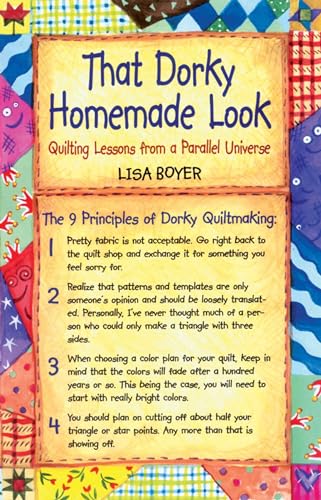 That Dorky
Homemade Look
Quilting Lessons from a Parallel Universe
LISA BOYER
The 9 Principles of Dorky Quiltmaking:
1 Pretty fabric is not acceptable. Go right back to
the quilt shop and exchange it for something you
feel sorry for.
2 Realize that patterns and templates are only
someone's opinion and should be loosely translat-
ed. Personally, I've never thought much of a per-
son who could only make a triangle with three
sides.
3 When choosing a color plan for your quilt, keep in
mind that the colors will fade after a hundred
years or so. This being the case, you will need to
start with really bright colors.
4 You should plan on cutting off about half your
triangle or star points. Any more than that is
showing off.